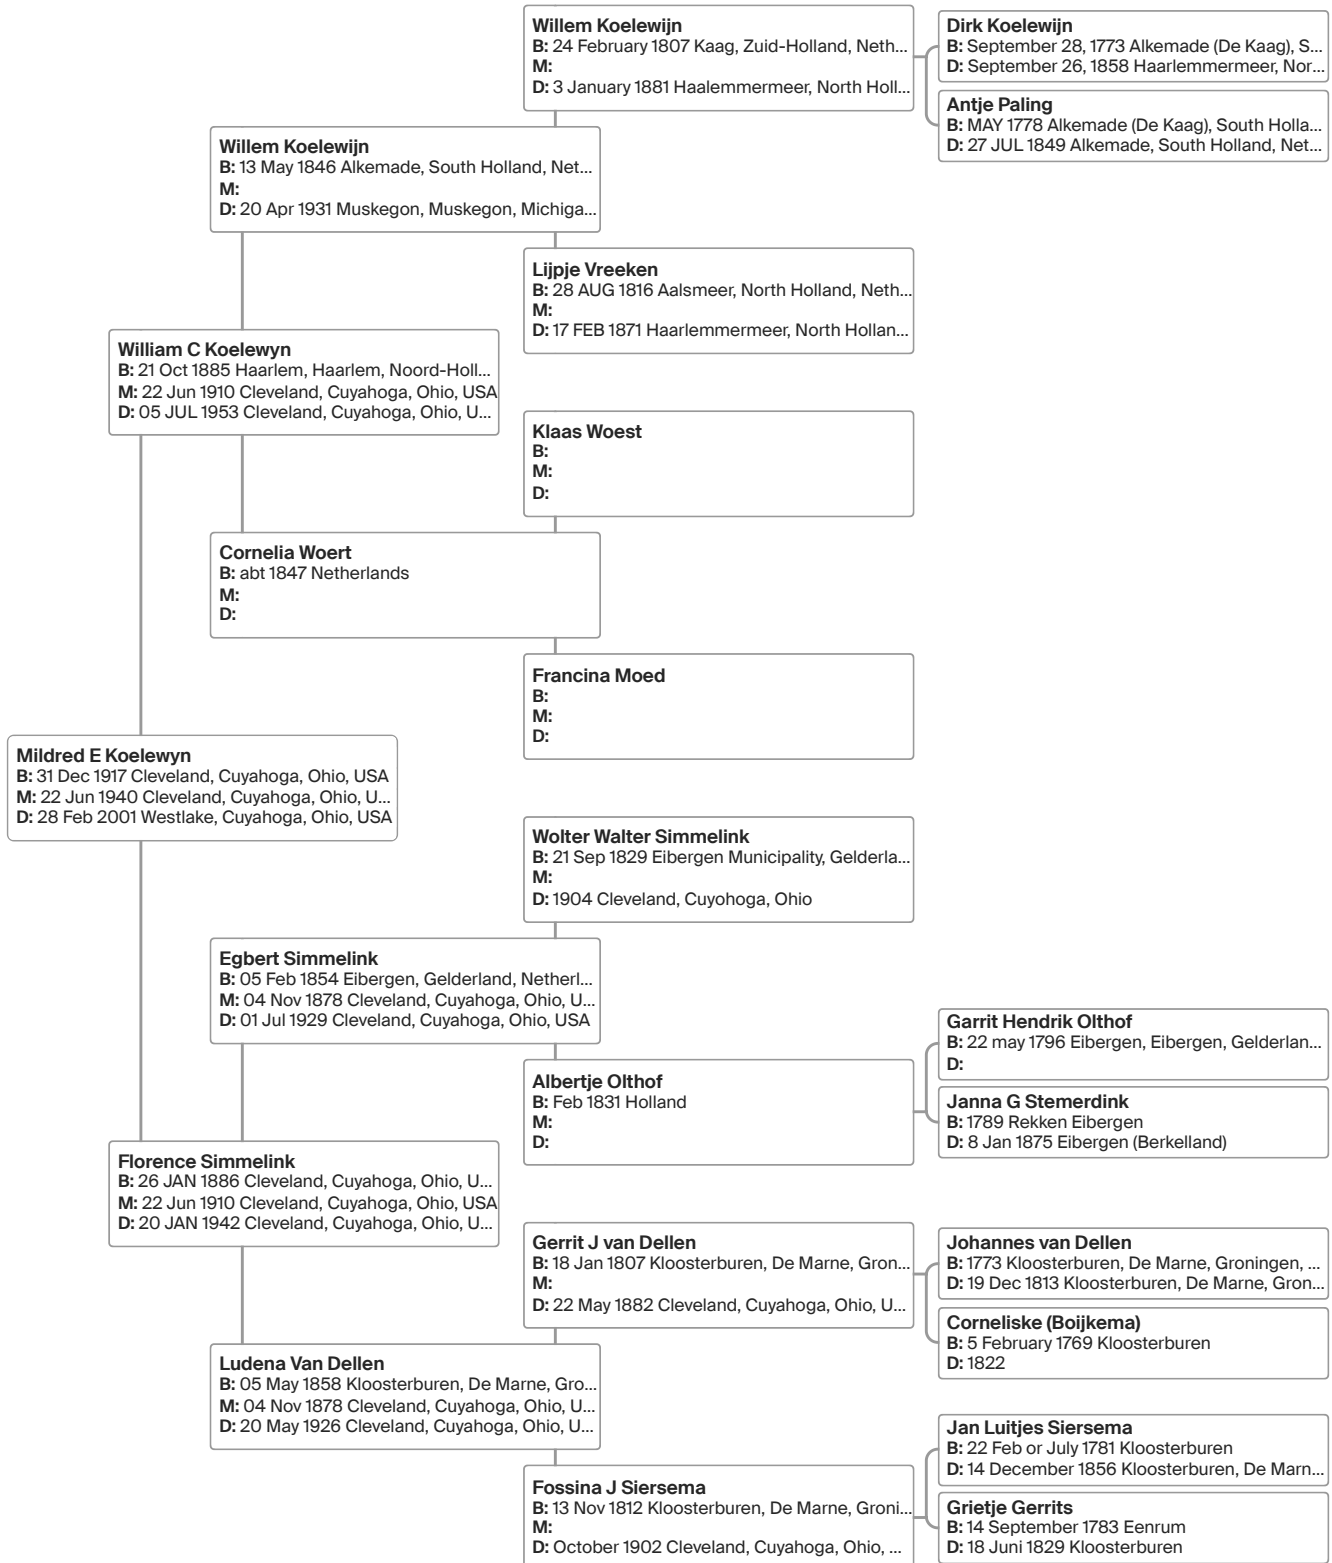 Willem Koelewijn
B: 24 February 1807 Kaag, Zuid-Holland, Neth...
M:
D: 3 January 1881 Haalemmermeer, North Holl...
Dirk Koelewijn
B: September 28, 1773 Alkemade (De Kaag), S...
D: September 26, 1858 Haarlemmermeer, Nor...
Antje Paling
B: MAY 1778 Alkemade (De Kaag), South Holla...
D: 27 JUL 1849 Alkemade, South Holland, Net...
Willem Koelewijn
B: 13 May 1846 Alkemade, South Holland, Net...
M:
D: 20 Apr 1931 Muskegon, Muskegon, Michiga...
Lijpje Vreeken
B: 28 AUG 1816 Aalsmeer, North Holland, Neth...
M:
D: 17 FEB 1871 Haarlemmermeer, North Hollan...
William C Koelewyn
B: 21 Oct 1885 Haarlem, Haarlem, Noord-Holl...
M: 22 Jun 1910 Cleveland, Cuyahoga, Ohio, USA
D: 05 JUL 1953 Cleveland, Cuyahoga, Ohio, U...
Klaas Woest
B:
M:
D:
Cornelia Woert
B: abt 1847 Netherlands
M:
D:
Francina Moed
B:
M:
D:
Mildred E Koelewyn
B: 31 Dec 1917 Cleveland, Cuyahoga, Ohio, USA
M: 22 Jun 1940 Cleveland, Cuyahoga, Ohio, U...
D: 28 Feb 2001 Westlake, Cuyahoga, Ohio, USA
Wolter Walter Simmelink
B: 21 Sep 1829 Eibergen Municipality, Gelderla...
M:
D: 1904 Cleveland, Cuyohoga, Ohio
Egbert Simmelink
B: 05 Feb 1854 Eibergen, Gelderland, Netherl...
M: 04 Nov 1878 Cleveland, Cuyahoga, Ohio, U...
D: 01 Jul 1929 Cleveland, Cuyahoga, Ohio, USA
Garrit Hendrik Olthof
B: 22 may 1796 Eibergen, Eibergen, Gelderlan...
D:
Albertje Olthof
B: Feb 1831 Holland
M:
D:
Janna G Stemerdink
B: 1789 Rekken Eibergen
D: 8 Jan 1875 Eibergen (Berkelland)
Florence Simmelink
B: 26 JAN 1886 Cleveland, Cuyahoga, Ohio, U...
M: 22 Jun 1910 Cleveland, Cuyahoga, Ohio, USA
D: 20 JAN 1942 Cleveland, Cuyahoga, Ohio, U...
Gerrit J van Dellen
B: 18 Jan 1807 Kloosterburen, De Marne, Gron...
M:
D: 22 May 1882 Cleveland, Cuyahoga, Ohio, U...
Johannes van Dellen
B: 1773 Kloosterburen, De Marne, Groningen, ...
D: 19 Dec 1813 Kloosterburen, De Marne, Gron...
Corneliske (Boijkema)
B: 5 February 1769 Kloosterburen
D: 1822
Ludena Van Dellen
B: 05 May 1858 Kloosterburen, De Marne, Gro...
M: 04 Nov 1878 Cleveland, Cuyahoga, Ohio, U...
D: 20 May 1926 Cleveland, Cuyahoga, Ohio, U...
Jan Luitjes Siersema
B: 22 Feb or July 1781 Kloosterburen
D: 14 December 1856 Kloosterburen, De Marn...
Fossina J Siersema
B: 13 Nov 1812 Kloosterburen, De Marne, Groni...
M:
D: October 1902 Cleveland, Cuyahoga, Ohio, ...
Grietje Gerrits
B: 14 September 1783 Eenrum
D: 18 Juni 1829 Kloosterburen